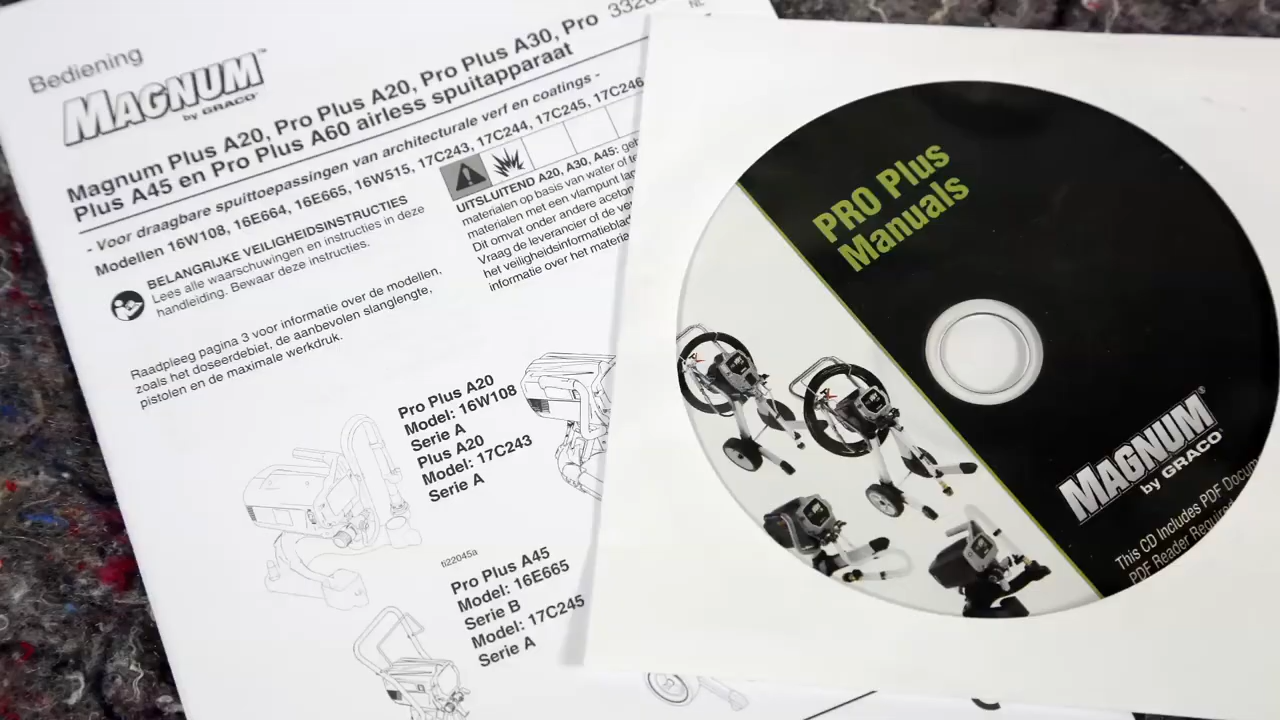 Bediening
MAGNUM™
by GRACO®
NL
Magnum Plus A20, Pro Plus A20, Pro Plus A30, Pro
Plus A45 en Pro Plus A60 airless spuitapparaat
- Voor draagbare spuittoepassingen van architecturale verf en coatings -
Modellen 16W108, 16E664, 16E665, 16W515, 17C243, 17C244, 17C245, 17C246
BELANGRIJKE VEILIGHEIDSINSTRUCTIES
Lees alle waarschuwingen en instructies in deze
handleiding. Bewaar deze instructies.
UITSLUITEND A20, A30, A45:
materialen op basis van water of
materialen met een vlampunt
Dit omvat onder andere
Vraag de leverancier of de
het
informatie over het
Raadpleeg pagina 3 voor informatie over de modellen,
zoals het doseerdebiet, de aanbevolen slanglengte,
pistolen en de maximale werkdruk.
Pro Plus A20
Model: 16W108
Serie A
Plus A20
Model: 17C243
Serie A
ti22045a
Pro Plus A45
Model: 16E665
Serie B
Model: 17C245
Serie A
PRO Plus
Manuals
MAGNUM®
by GRACO®
This CD Includes PDF
PDF Reader